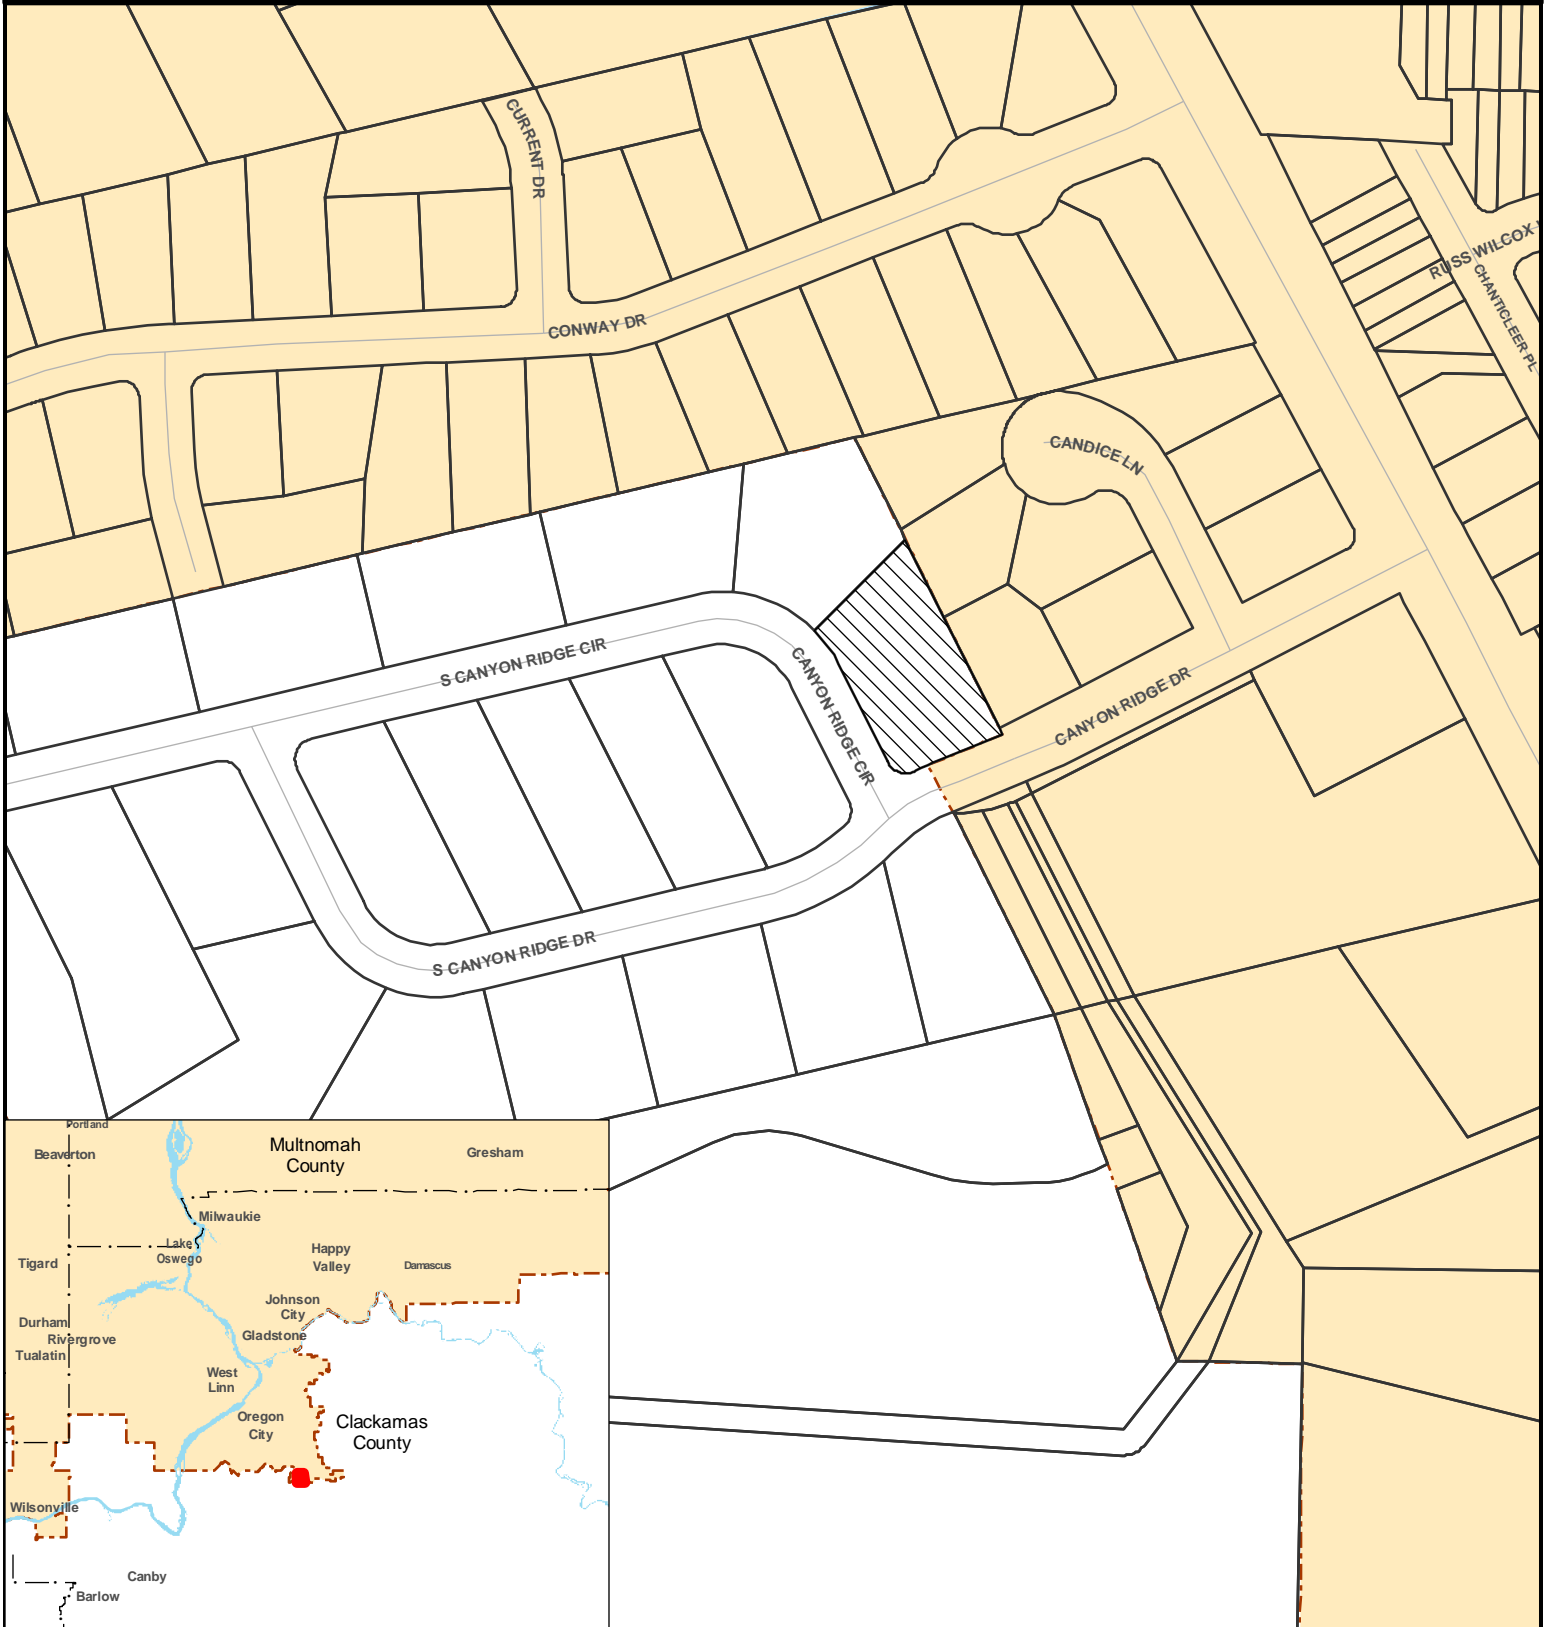 CURRENT DR
CONWAY DR
RUSS WILCOX
CHANTICLEER PL
CANDICE LN
S CANYON RIDGE CIR
CANYON RIDGE CIR
CANYON RIDGE DR
S CANYON RIDGE DR
Portland
Multnomah
County
Beaverton
Gresham
Milwaukie
Lake
Oswego
Happy
Valley
Tigard
Damascus
Johnson
City
Durham
Rivergrove
Gladstone
Tualatin
West
Linn
Oregon
City
Clackamas
County
Wilsonville
Canby
Barlow